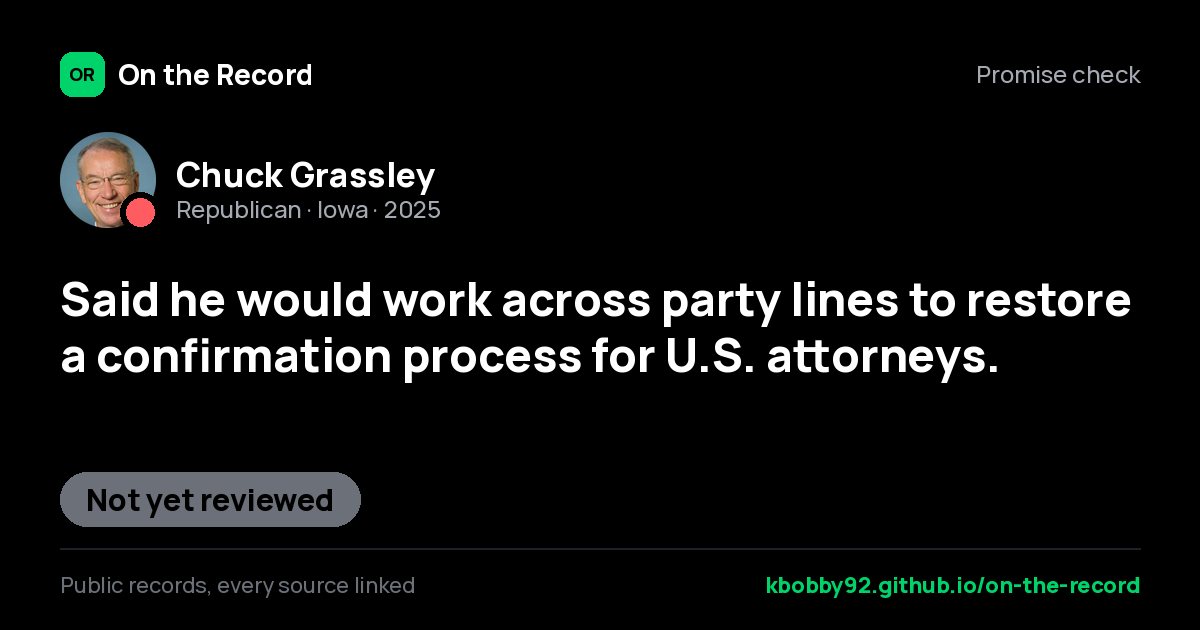 OR On the Record
Promise check
Chuck Grassley
Republican · Iowa · 2025
Said he would work across party lines to restore
a confirmation process for U.S. attorneys.
Not yet reviewed
Public records, every source linked
kbobby92.github.io/on-the-record